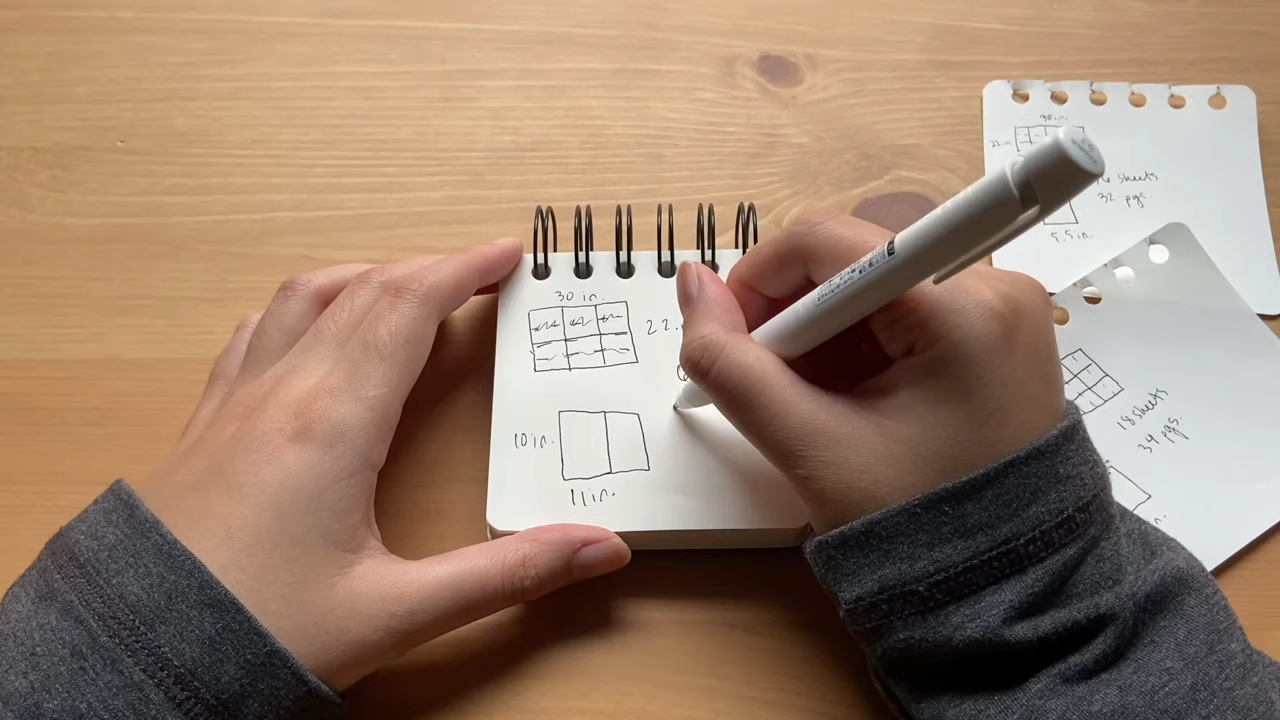 30 in.
22.
10 in.
11 in.
30 in.
22 in
sheets
32 pgs.
5.5 in.
18 sheets
34 pgs.